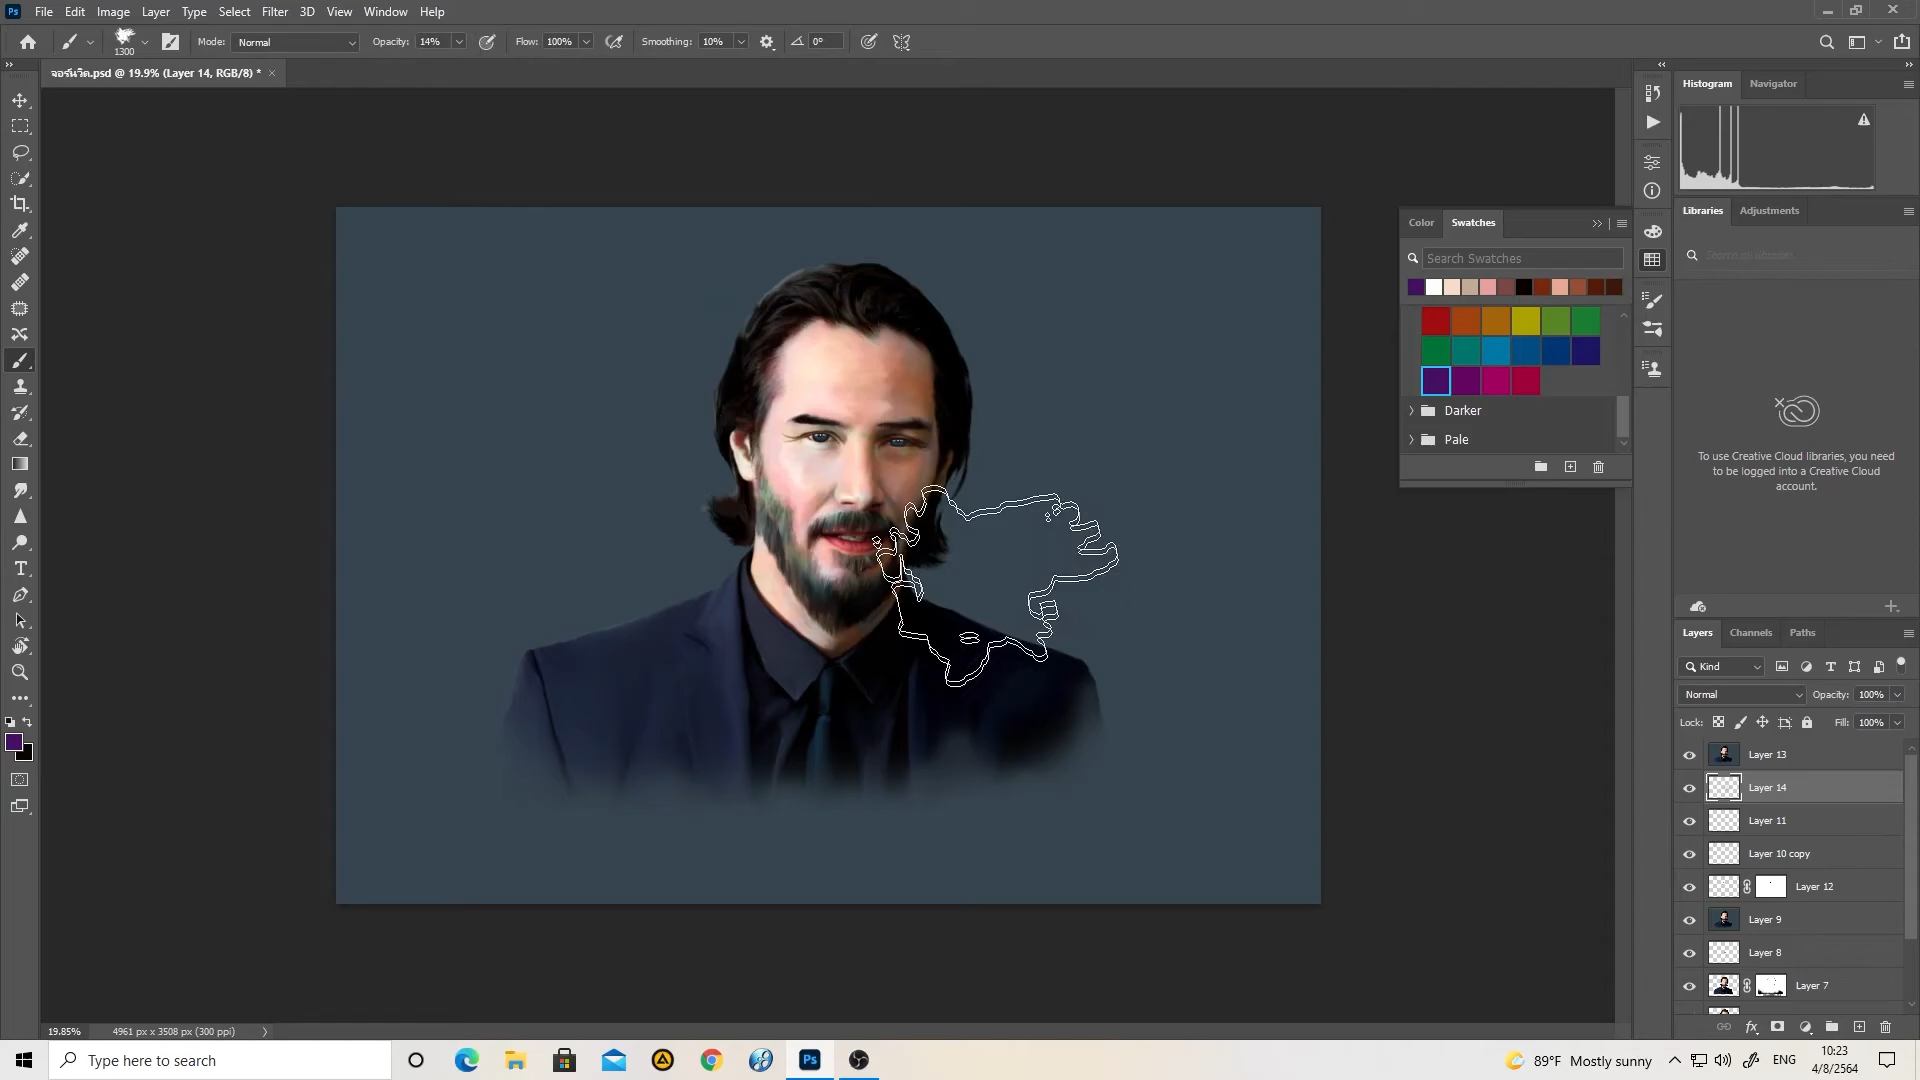 Ps File Edit Image Layer Type Select Filter 3D View Window Help
1300 Mode: Normal Opacity: 14% Flow: 100% Smoothing: 10% 0°
จอร์นวิด.psd @ 19.9% (Layer 14, RGB/8) * ×
Histogram Navigator
Libraries Adjustments
Color Swatches
Search Swatches
Darker
Pale
To use Creative Cloud libraries, you need
to be logged into a Creative Cloud
account.
Layers Channels Paths
Kind
Normal Opacity: 100%
Lock: Fill: 100%
Layer 13
Layer 14
Layer 11
Layer 10 copy
Layer 12
Layer 9
Layer 8
Layer 7
19.85% 4961 px x 3508 px (300 ppi)
Type here to search
Ps
89°F Mostly sunny
ENG
10:23
4/8/2564